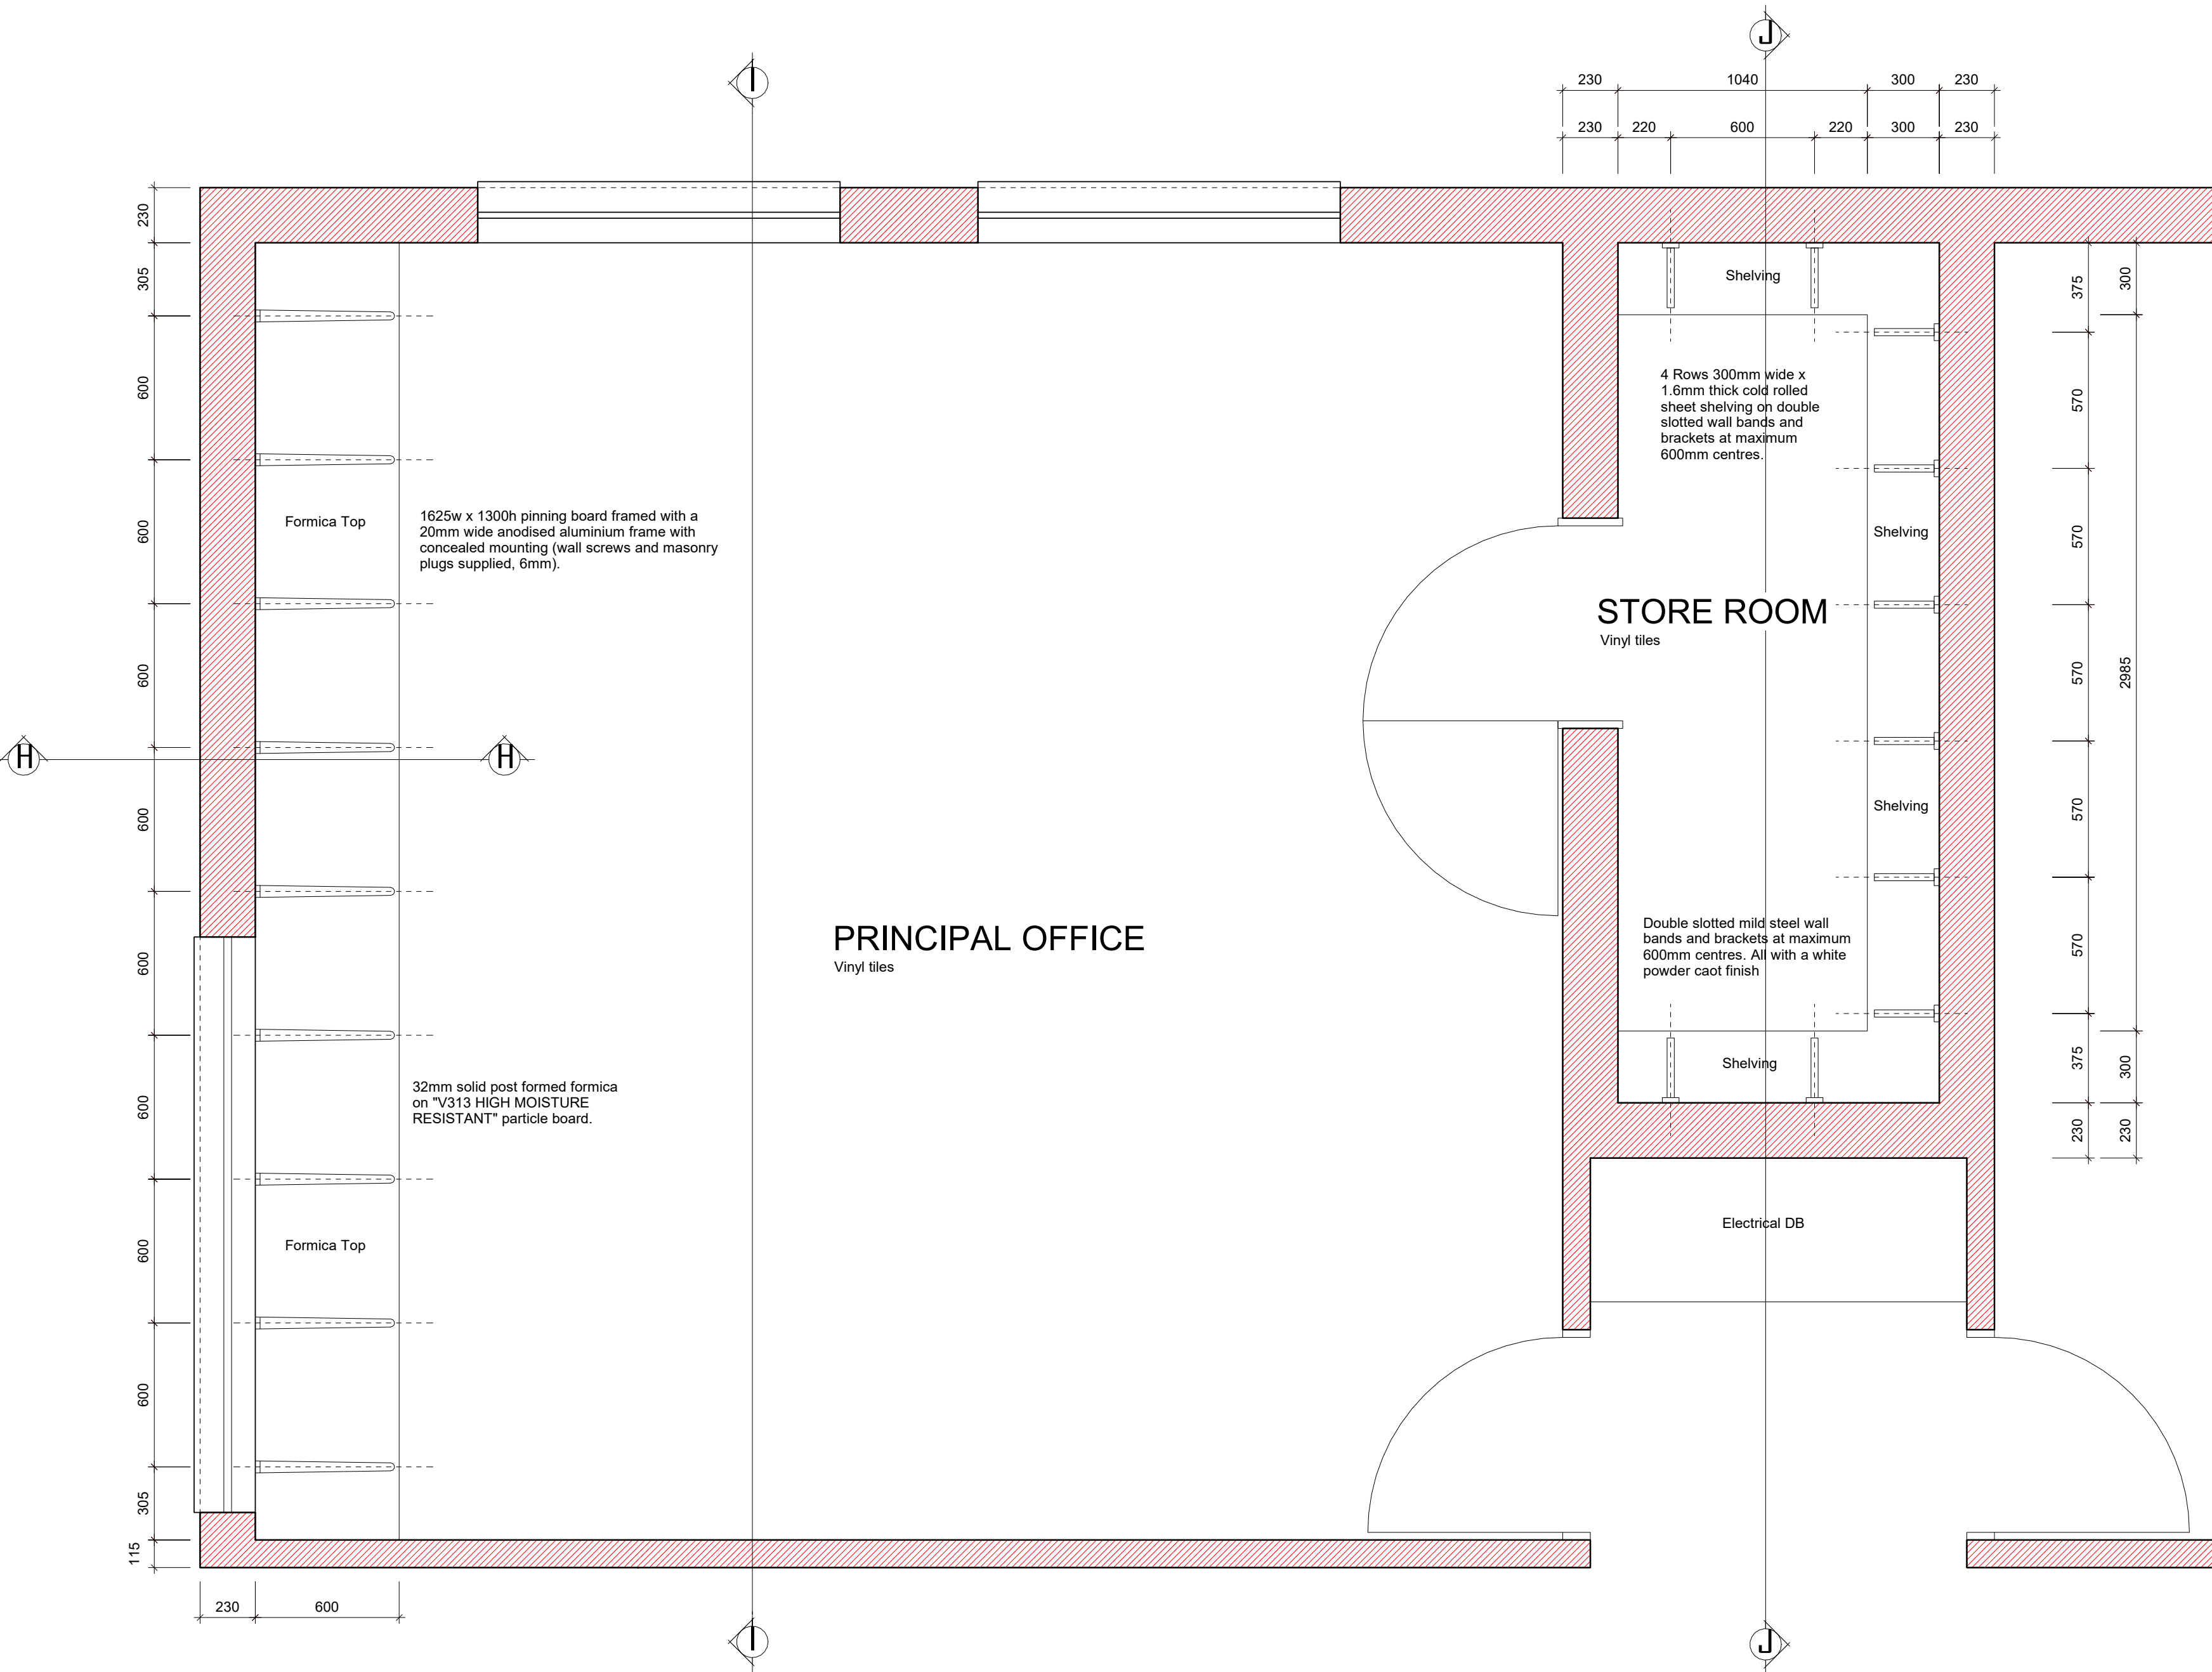 J
I
230 1040 300 230
230 220 600 220 300 230
230
305
600
600
600
600
600
600
600
600
305
115
Formica Top
1625w x 1300h pinning board framed with a
20mm wide anodised aluminium frame with
concealed mounting (wall screws and masonry
plugs supplied, 6mm).
H
H
PRINCIPAL OFFICE
Vinyl tiles
32mm solid post formed formica
on "V313 HIGH MOISTURE
RESISTANT" particle board.
Formica Top
Shelving
4 Rows 300mm wide x
1.6mm thick cold rolled
sheet shelving on double
slotted wall bands and
brackets at maximum
600mm centres.
Shelving
STORE ROOM
Vinyl tiles
Shelving
Double slotted mild steel wall
bands and brackets at maximum
600mm centres. All with a white
powder caot finish
Shelving
Electrical DB
375
570
570
570
570
570
375
230
300
2985
300
230
230 600
I
J